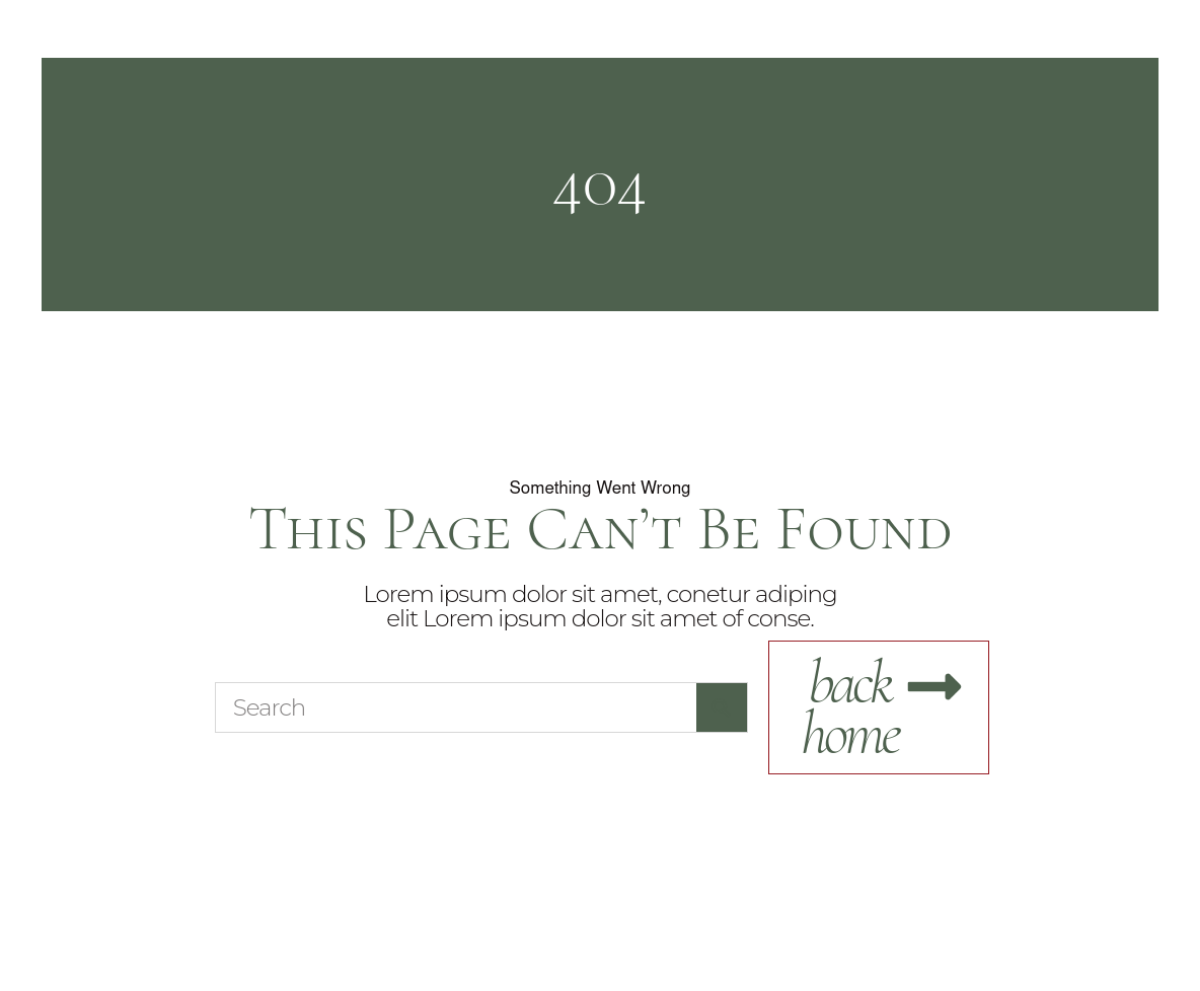 404
Something Went Wrong
This Page Can’t Be Found
Lorem ipsum dolor sit amet, conetur adiping
elit Lorem ipsum dolor sit amet of conse.
Search
back
home